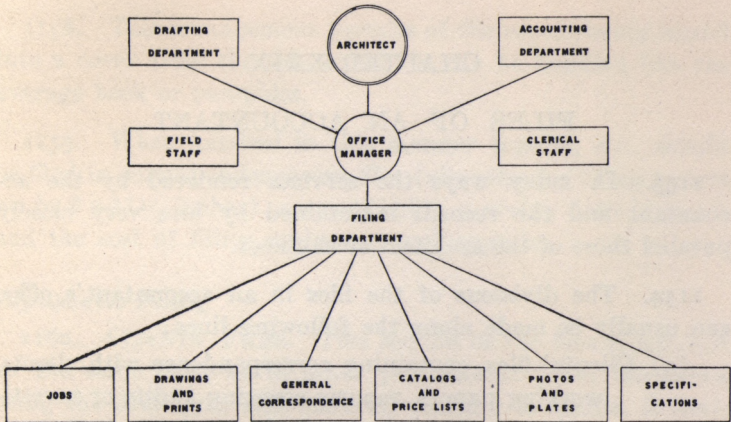 DRAFTING
DEPARTMENT
ARCHITECT
ACCOUNTING
DEPARTMENT
FIELD
STAFF
OFFICE
MANAGER
CLERICAL
STAFF
FILING
DEPARTMENT
JOBS
DRAWINGS
AND
PRINTS
GENERAL
CORRESPONDENCE
CATALOGS
AND
PRICE LISTS
PHOTOS
AND
PLATES
SPECIFI-
CATIONS